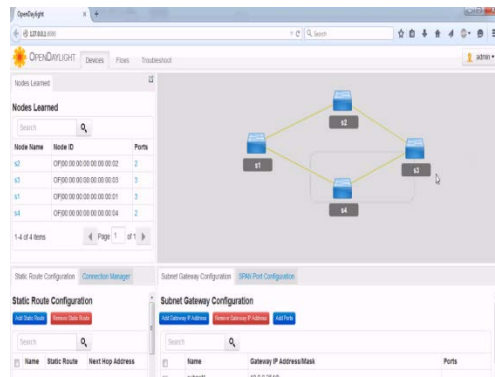 OpenDaylight
127.0.0.1:8080
Search
OPENDAYLIGHT
Devices
Flows
Troubleshoot
admin
Nodes Learned
Nodes Learned
Search
Node Name Node ID Ports
s2 OF|00:00:00:00:00:00:00:02 2
s3 OF|00:00:00:00:00:00:00:03 3
s1 OF|00:00:00:00:00:00:00:01 3
s4 OF|00:00:00:00:00:00:00:04 2
1-4 of 4 items Page 1 of 1
s2
s1
s3
s4
Static Route Configuration Connection Manager
Static Route Configuration
Add Static Route Remove Static Route
Search
Name Static Route Next Hop Address
Subnet Gateway Configuration SPAN Port Configuration
Subnet Gateway Configuration
Add Gateway IP Address Remove Gateway IP Address Add Ports
Search
Name Gateway IP Address/Mask Ports